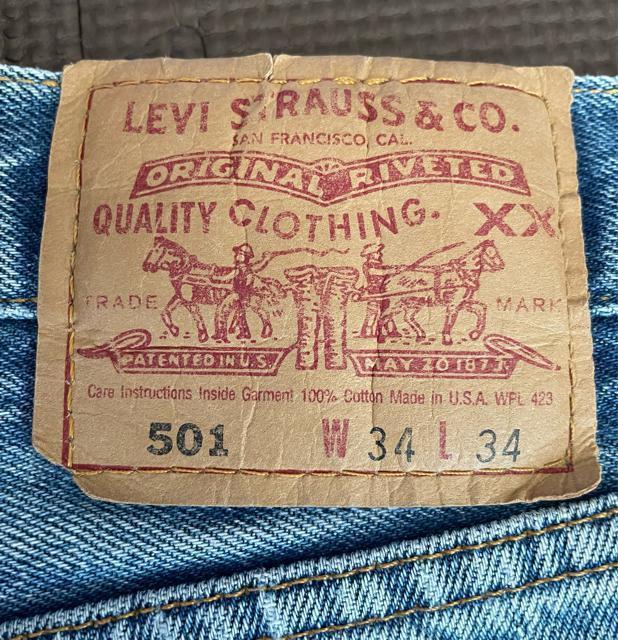 LEVI STRAUSS & CO.
SAN FRANCISCO, CAL.
ORIGINAL RIVETED
QUALITY CLOTHING. XX
TRADE MARK
PATENTED IN U.S. MAY 20 1873
Care Instructions Inside Garment 100% Cotton Made in U.S.A. WPL 423
501 W 34 L 34